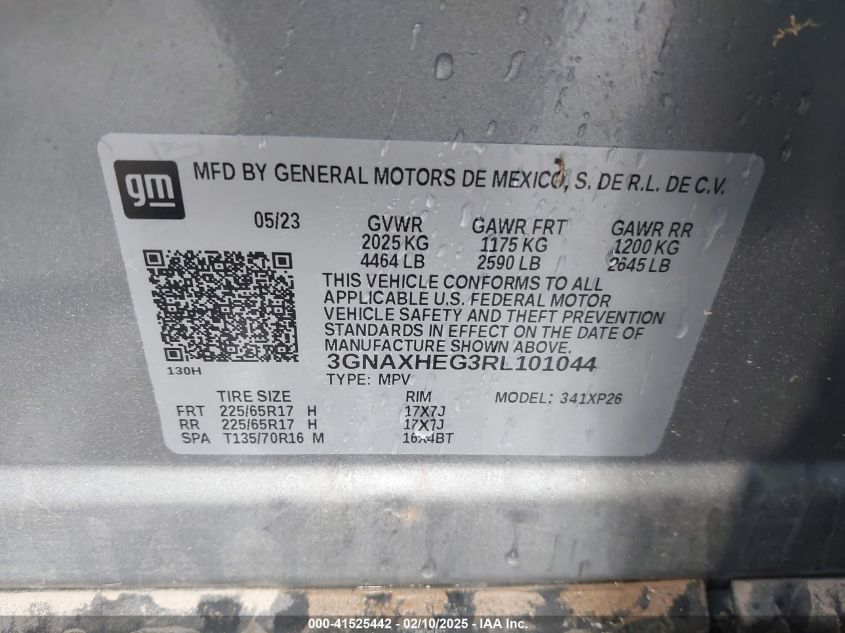 gm
MFD BY GENERAL MOTORS DE MEXICO, S. DE R.L. DE C.V.
05/23 GVWR GAWR FRT GAWR RR
2025 KG 1175 KG 1200 KG
4464 LB 2590 LB 2645 LB
THIS VEHICLE CONFORMS TO ALL
APPLICABLE U.S. FEDERAL MOTOR
VEHICLE SAFETY AND THEFT PREVENTION
STANDARDS IN EFFECT ON THE DATE OF
MANUFACTURE SHOWN ABOVE.
3GNAXHEG3RL101044
130H
TYPE: MPV
TIRE SIZE RIM MODEL: 341XP26
FRT 225/65R17 H 17X7J
RR 225/65R17 H 17X7J
SPA T135/70R16 M 16X4BT
000-41525442 - 02/10/2025 - IAA Inc.